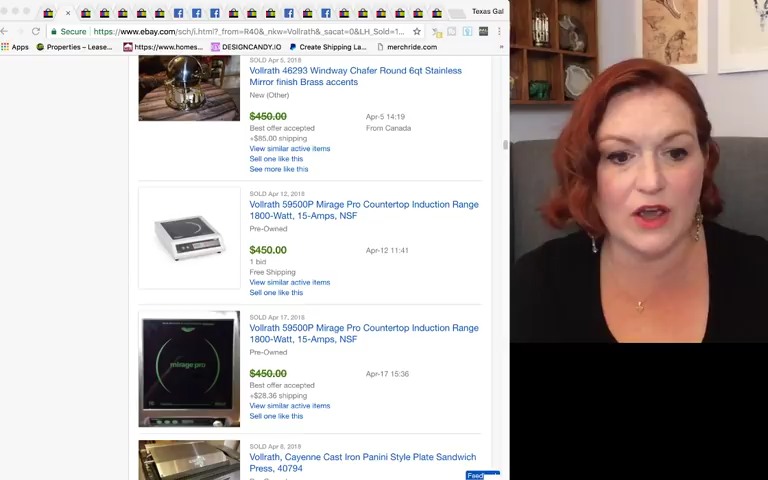 Texas Gal
Secure https://www.ebay.com/sch/i.html?_from=R40&_nkw=Vollrath&_sacat=0&LH_Sold=1...
Apps Properties – Lease... https://www.homes... DESIGNCANDY.IO Create Shipping La... merchride.com »
SOLD Apr 5, 2018
Vollrath 46293 Windway Chafer Round 6qt Stainless
Mirror finish Brass accents
New (Other)
$450.00 Apr-5 14:19
Best offer accepted From Canada
+$85.00 shipping
View similar active items
Sell one like this
See more like this
SOLD Apr 12, 2018
Vollrath 59500P Mirage Pro Countertop Induction Range
1800-Watt, 15-Amps, NSF
Pre-Owned
$450.00 Apr-12 11:41
1 bid
Free Shipping
View similar active items
Sell one like this
SOLD Apr 17, 2018
Vollrath 59500P Mirage Pro Countertop Induction Range
1800-Watt, 15-Amps, NSF
Pre-Owned
mirage pro
$450.00 Apr-17 15:36
Best offer accepted
+$28.36 shipping
View similar active items
Sell one like this
SOLD Apr 8, 2018
Vollrath, Cayenne Cast Iron Panini Style Plate Sandwich
Press, 40794